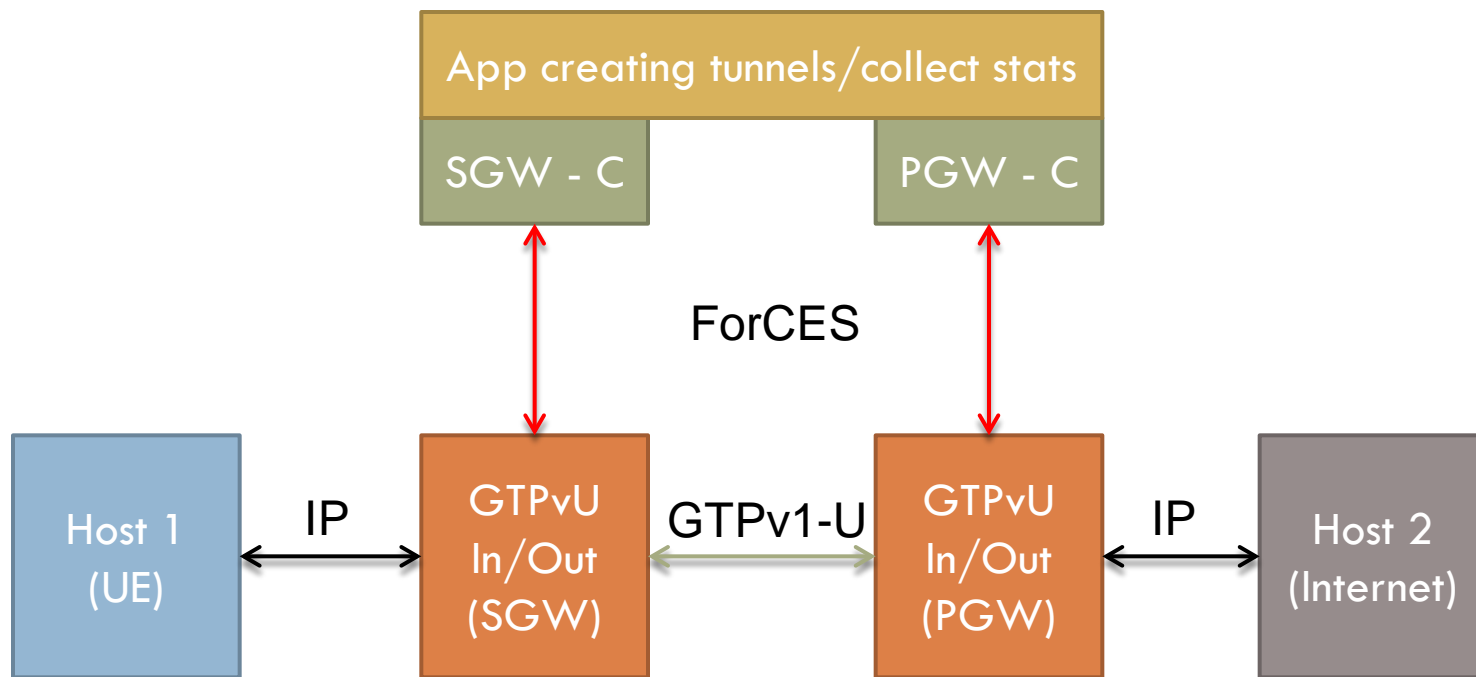 App creating tunnels/collect stats
SGW - C
PGW - C
ForCES
Host 1
(UE)
IP
GTPvU
In/Out
(SGW)
GTPv1-U
GTPvU
In/Out
(PGW)
IP
Host 2
(Internet)